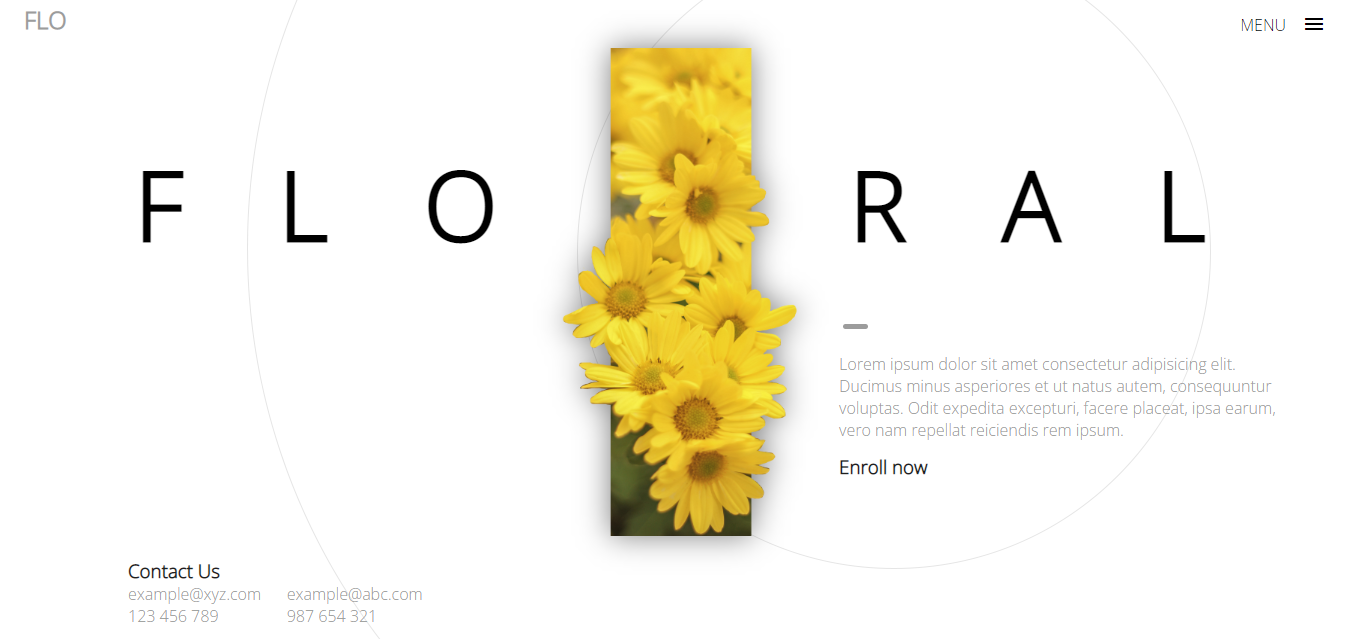 FLO
MENU
F L O R A L
Lorem ipsum dolor sit amet consectetur adipisicing elit.
Ducimus minus asperiores et ut natus autem, consequuntur
voluptas. Odit expedita excepturi, facere placeat, ipsa earum,
vero nam repellat reiciendis rem ipsum.
Enroll now
Contact Us
example@xyz.com example@abc.com
123 456 789 987 654 321